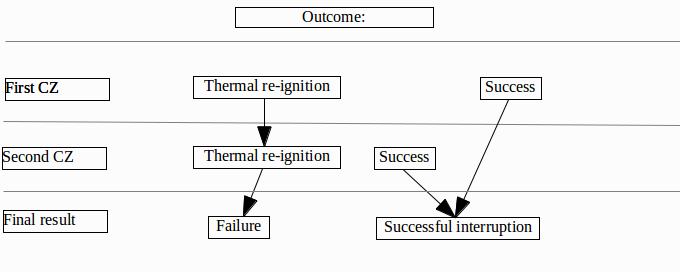 Outcome:
First CZ
Thermal re-ignition
Success
Second CZ
Thermal re-ignition
Success
Final result
Failure
Successful interruption